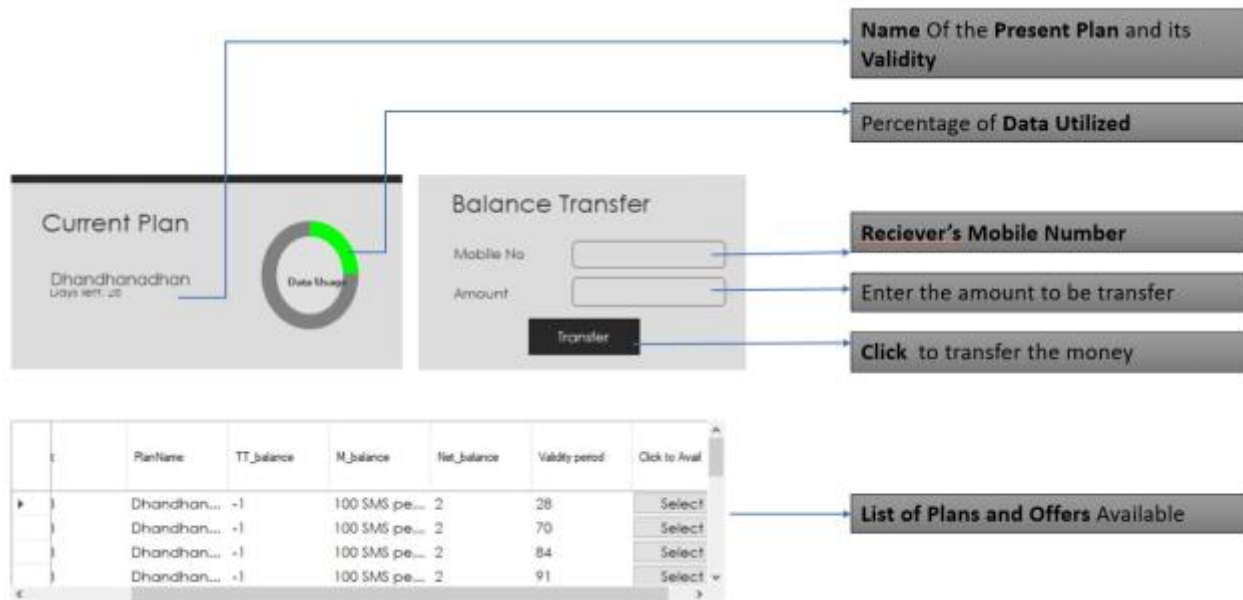 Name Of the Present Plan and its
Validity
Percentage of Data Utilized
Current Plan
Dhandhanadhan
Days left: 28
Data Usage
Balance Transfer
Mobile No
Amount
Transfer
Reciever's Mobile Number
Enter the amount to be transfer
Click to transfer the money
PlanName TT_balance M_balance Net_balance Validity period Click to Avail
Dhandhan... -1 100 SMS pe... 2 28 Select
Dhandhan... -1 100 SMS pe... 2 70 Select
Dhandhan... -1 100 SMS pe... 2 84 Select
Dhandhan... -1 100 SMS pe... 2 91 Select
List of Plans and Offers Available